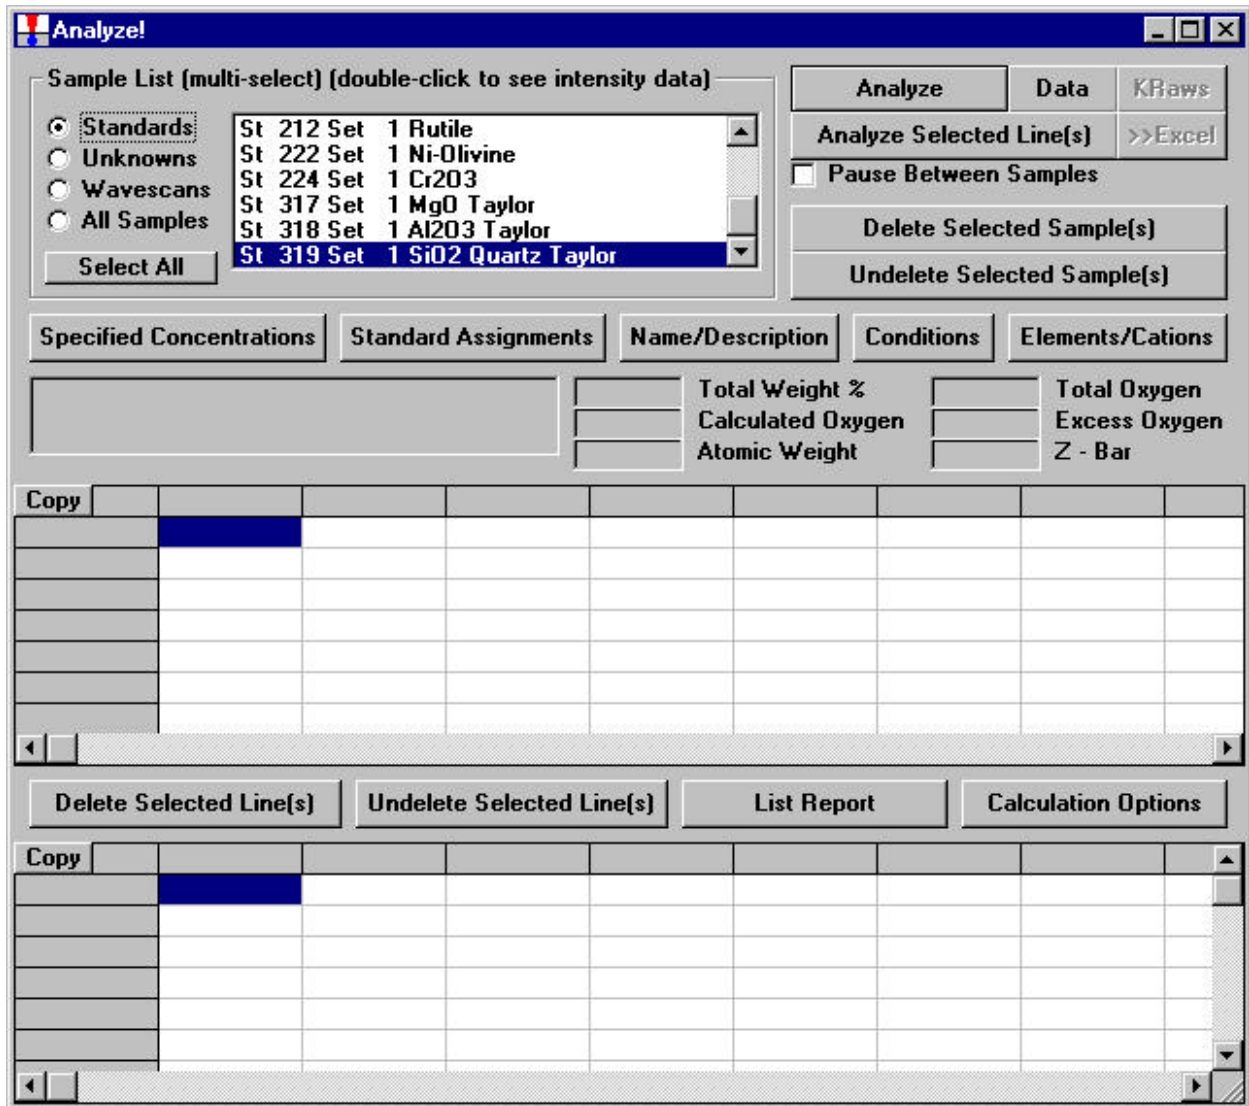 Analyze!
Sample List (multi-select) (double-click to see intensity data)
Standards
Unknowns
Wavescans
All Samples
Select All
St 212 Set 1 Rutile
St 222 Set 1 Ni-Olivine
St 224 Set 1 Cr2O3
St 317 Set 1 MgO Taylor
St 318 Set 1 Al2O3 Taylor
St 319 Set 1 SiO2 Quartz Taylor
Analyze Data KRaws
Analyze Selected Line(s) >>Excel
Pause Between Samples
Delete Selected Sample(s)
Undelete Selected Sample(s)
Specified Concentrations Standard Assignments Name/Description Conditions Elements/Cations
Total Weight % Total Oxygen
Calculated Oxygen Excess Oxygen
Atomic Weight Z - Bar
Copy
Delete Selected Line(s) Undelete Selected Line(s) List Report Calculation Options
Copy